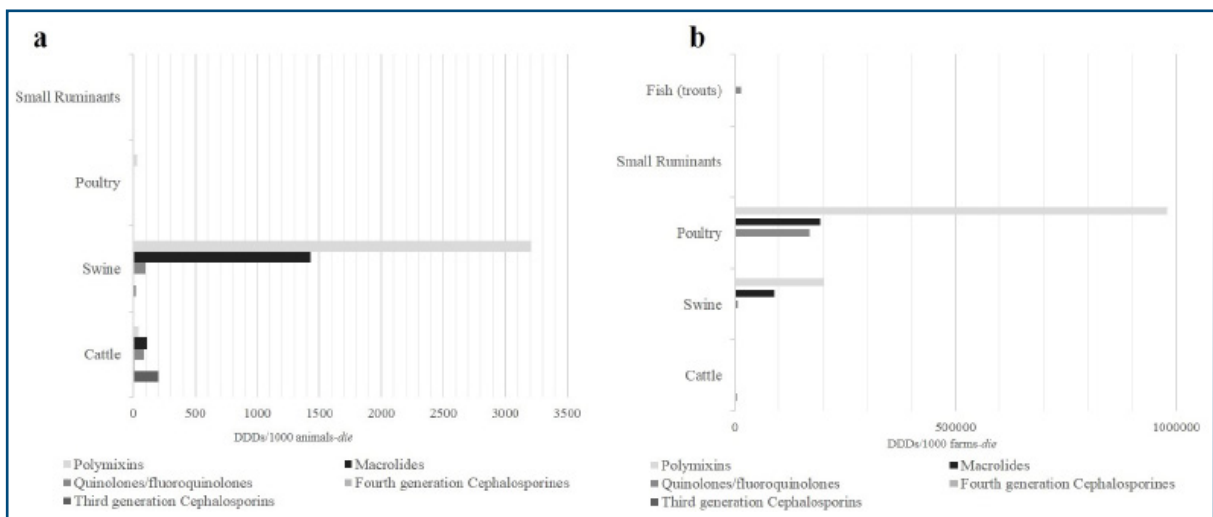 a
Small Ruminants
Poultry
Swine
Cattle
0 500 1000 1500 2000 2500 3000 3500
DDDs/1000 animals-die
Polymixins Macrolides
Quinolones/fluoroquinolones Fourth generation Cephalosporines
Third generation Cephalosporins
b
Fish (trouts)
Small Ruminants
Poultry
Swine
Cattle
0 500000 1000000
DDDs/1000 farms-die
Polymixins Macrolides
Quinolones/fluoroquinolones Fourth generation Cephalosporins
Third generation Cephalosporins